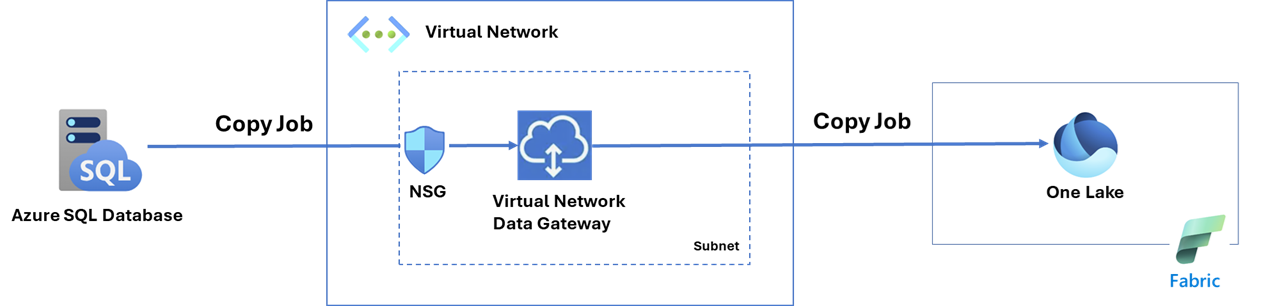 Virtual Network
Copy Job
Copy Job
SQL
NSG
One Lake
Azure SQL Database
Virtual Network
Data Gateway
Subnet
Fabric